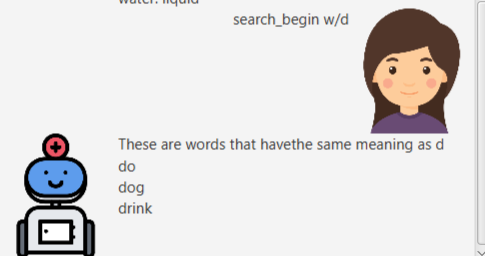 water: liquid
search_begin w/d
These are words that havethe same meaning as d
do
dog
drink